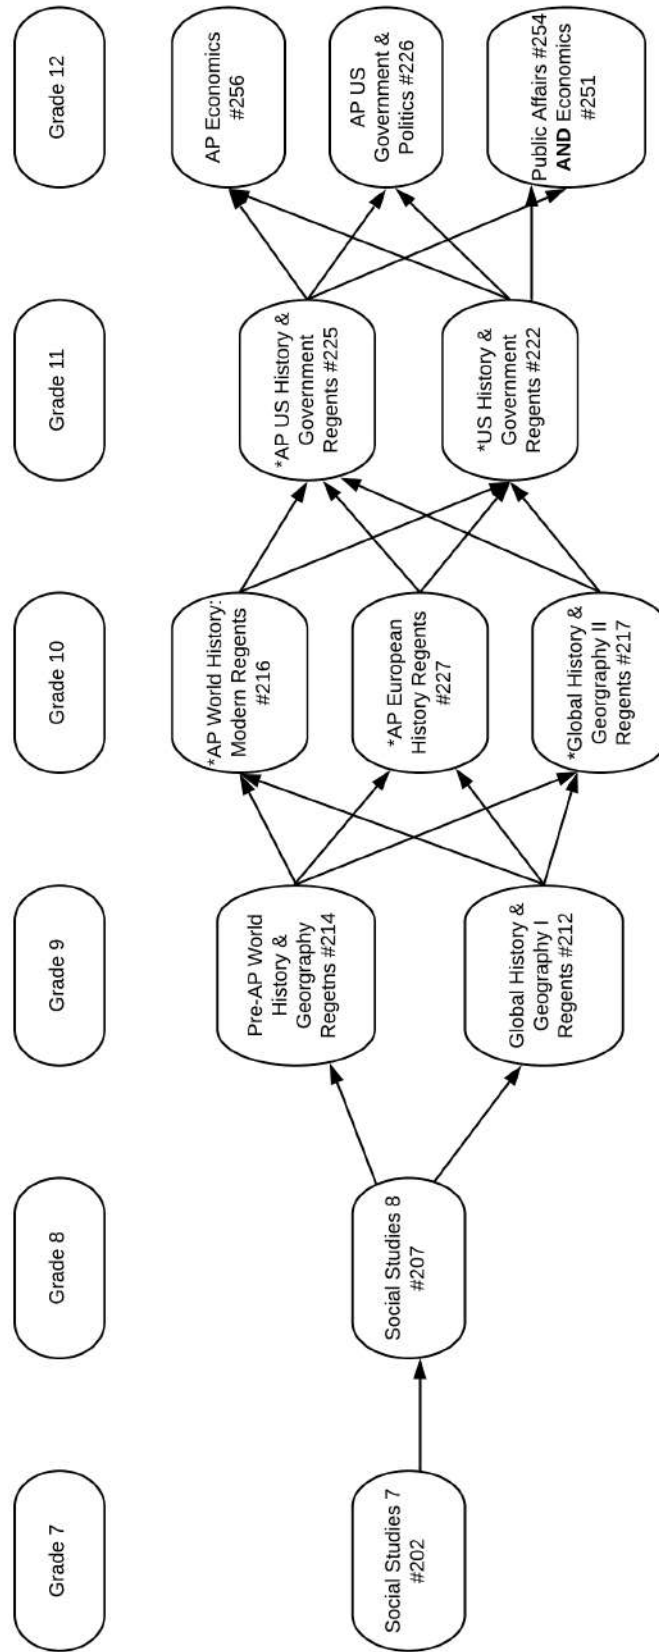 Grade 7
Grade 8
Grade 9
Grade 10
Grade 11
Grade 12
Social Studies 7
#202
Social Studies 8
#207
Pre-AP World
History &
Georgraphy
Regetns #214
Global History &
Geography I
Regents #212
*AP World History:
Modern Regents
#216
*AP European
History Regents
#227
*Global History &
Georgraphy II
Regents #217
*AP US History &
Government
Regents #225
*US History &
Government
Regents #222
AP Economics
#256
AP US
Government &
Politics #226
Public Affairs #254
AND Economics
#251